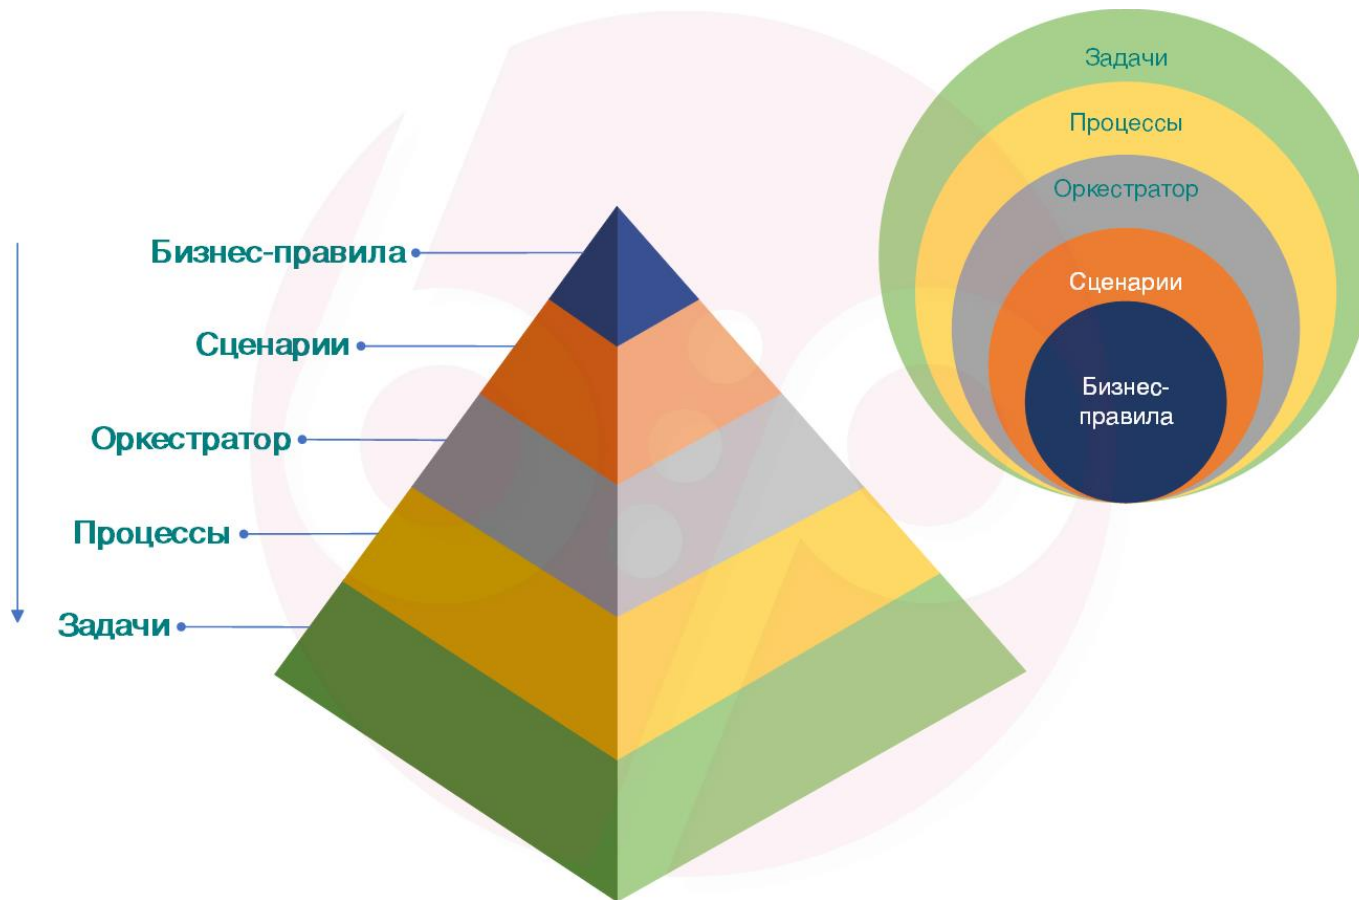 Бизнес-правила
Сценарии
Оркестратор
Процессы
Задачи
Задачи
Процессы
Оркестратор
Сценарии
Бизнес-
правила